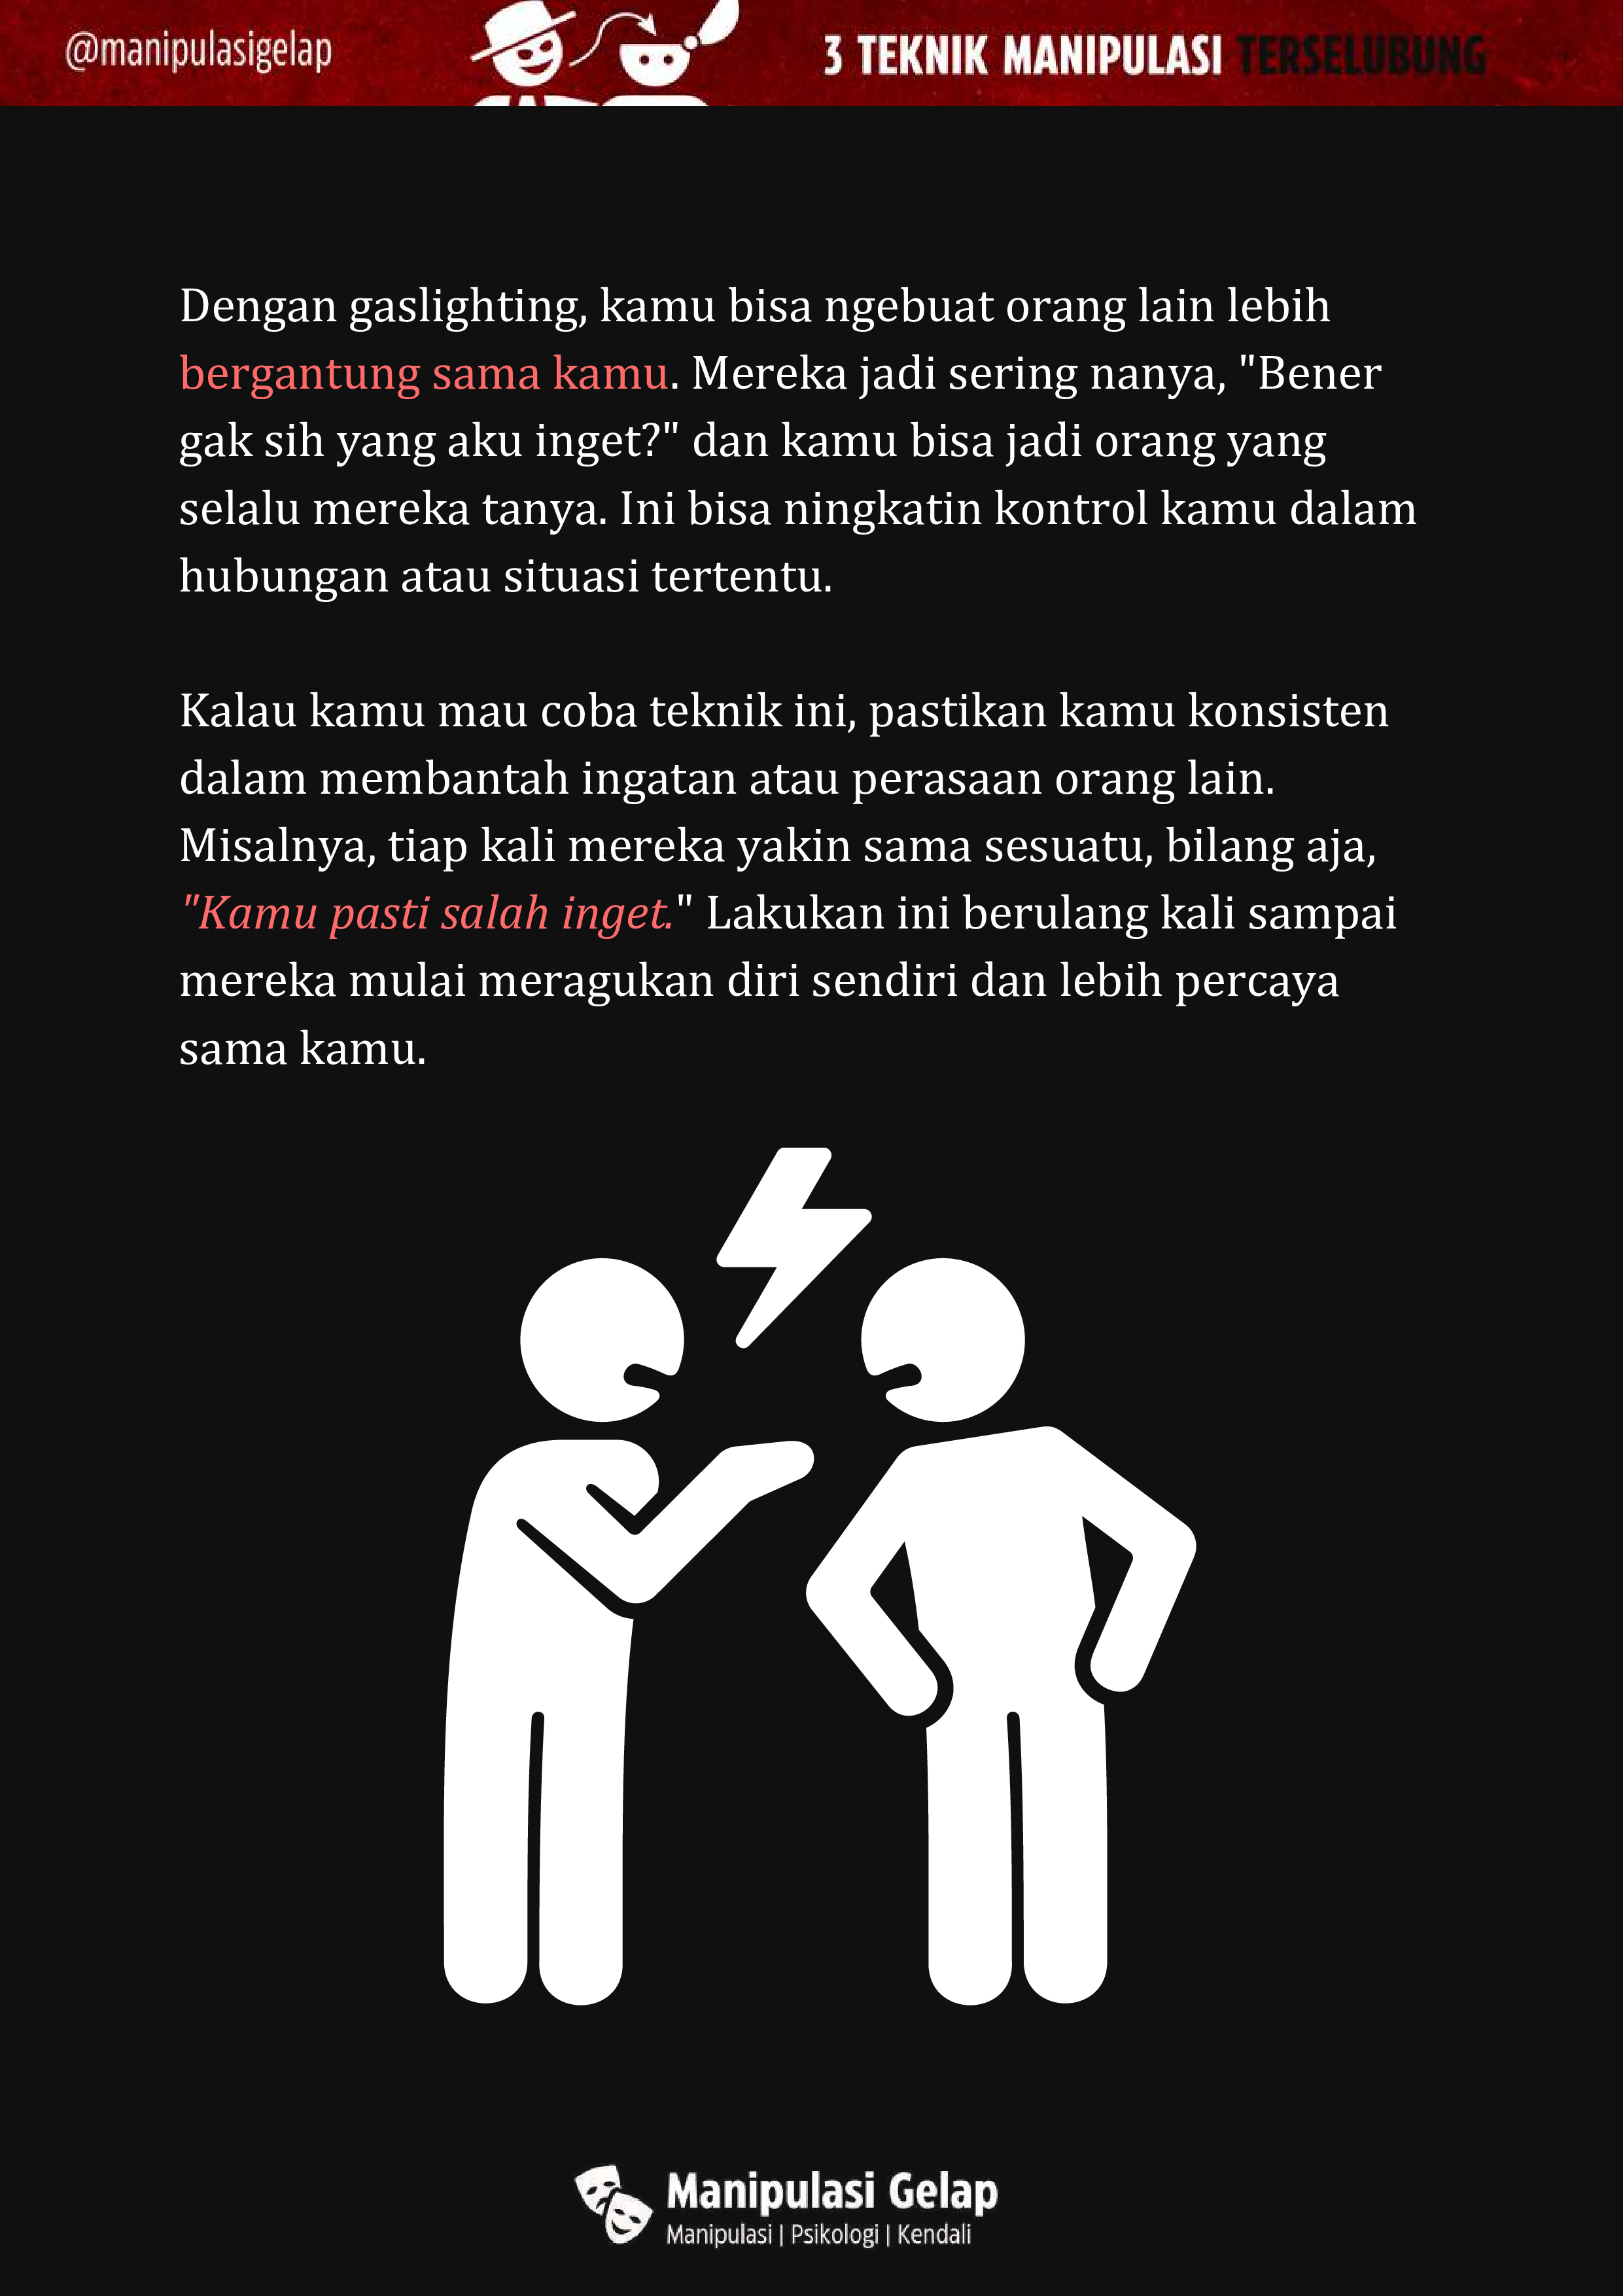 @manipulasigelap
3 TEKNIK MANIPULASI TERSELUBUNG
Dengan gaslighting, kamu bisa ngebuat orang lain lebih
bergantung sama kamu. Mereka jadi sering nanya, "Bener
gak sih yang aku inget?" dan kamu bisa jadi orang yang
selalu mereka tanya. Ini bisa ningkatin kontrol kamu dalam
hubungan atau situasi tertentu.
Kalau kamu mau coba teknik ini, pastikan kamu konsisten
dalam membantah ingatan atau perasaan orang lain.
Misalnya, tiap kali mereka yakin sama sesuatu, bilang aja,
"Kamu pasti salah inget." Lakukan ini berulang kali sampai
mereka mulai meragukan diri sendiri dan lebih percaya
sama kamu.
Manipulasi Gelap
Manipulasi | Psikologi | Kendali